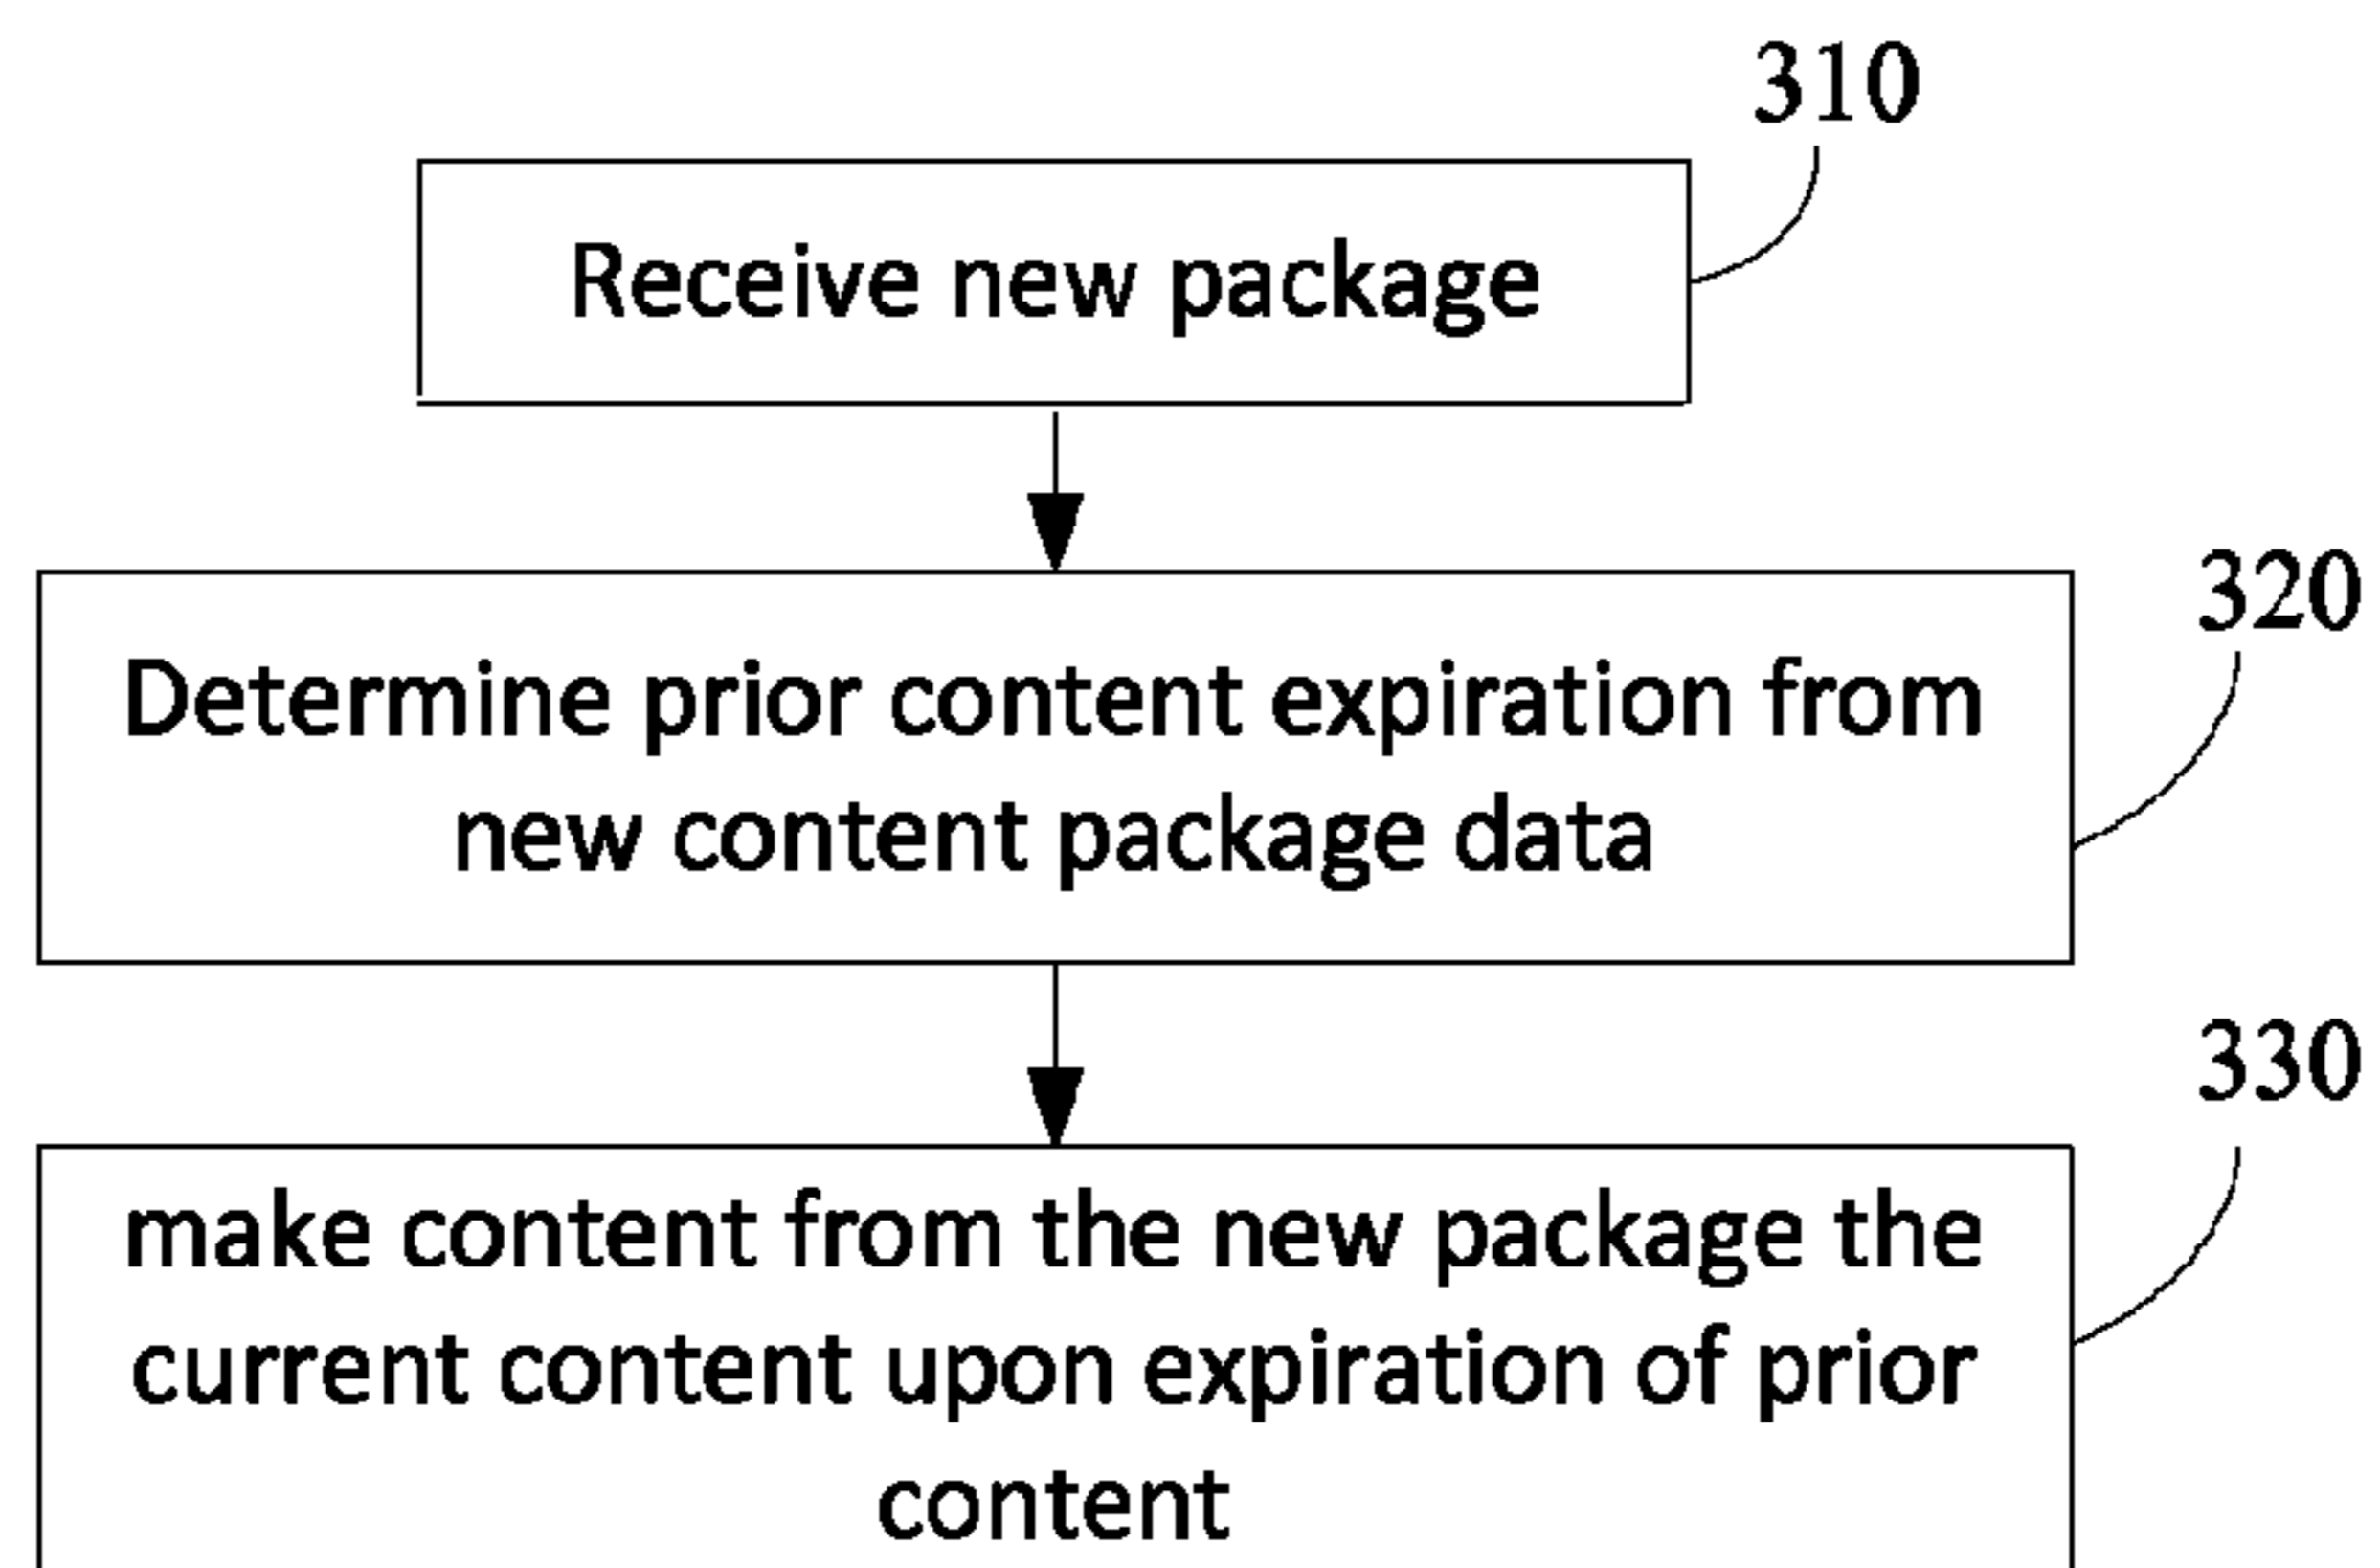 310
Receive new package
320
Determine prior content expiration from
new content package data
330
make content from the new package the
current content upon expiration of prior
content